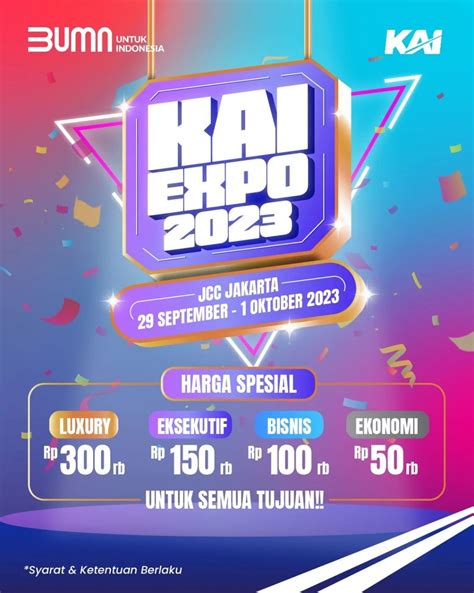 BUMN UNTUK
INDONESIA
KAI
KAI
EXPO
2023
JCC JAKARTA
29 SEPTEMBER - 1 OKTOBER 2023
HARGA SPESIAL
LUXURY EKSEKUTIF BISNIS EKONOMI
Rp 300 rb Rp 150 rb Rp 100 rb Rp 50 rb
UNTUK SEMUA TUJUAN!!
*Syarat & Ketentuan Berlaku